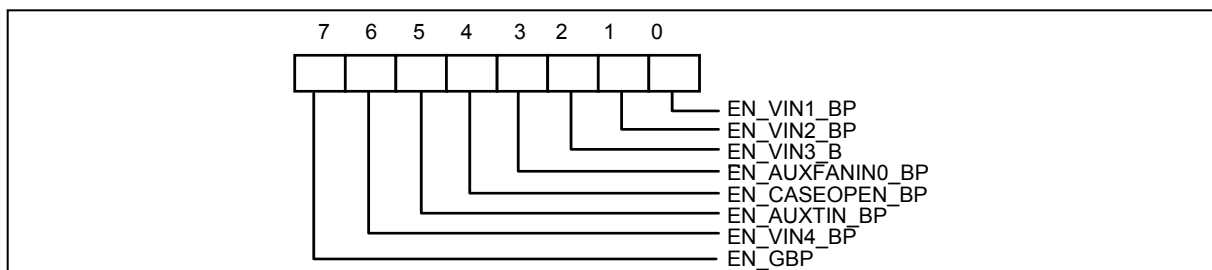 7 6 5 4 3 2 1 0
EN_VIN1_BP
EN_VIN2_BP
EN_VIN3_B
EN_AUXFANIN0_BP
EN_CASEOPEN_BP
EN_AUXTIN_BP
EN_VIN4_BP
EN_GBP